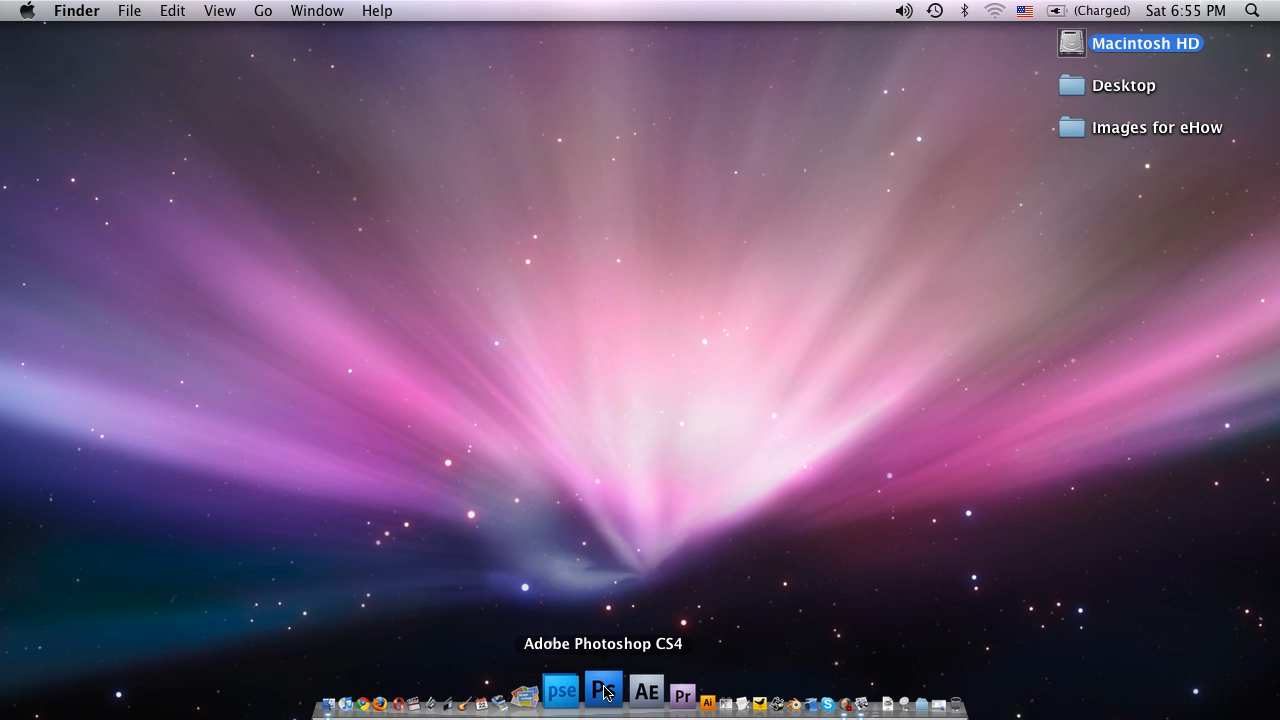 Finder File Edit View Go Window Help (Charged) Sat 6:55 PM
Macintosh HD
Desktop
Images for eHow
Adobe Photoshop CS4
pse Ps AE Pr Ai